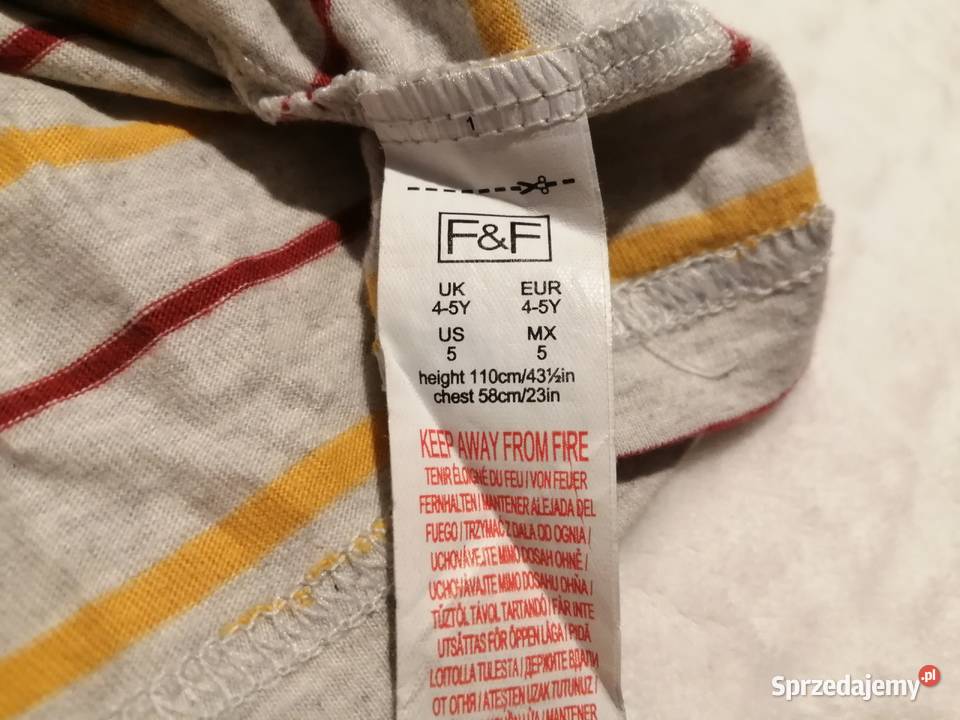 1
F&F
UK EUR
4-5Y 4-5Y
US MX
5 5
height 110cm/43½in
chest 58cm/23in
KEEP AWAY FROM FIRE
TENIR ÉLOIGNÉ DU FEU / VON FEUER
FERNHALTEN / MANTENER ALEJADA DEL
FUEGO / TRZYMAĆ Z DALA OD OGNIA /
UCHOVÁVEJTE MIMO DOSAH OHNĚ /
UCHOVÁVAJTE MIMO DOSAHU OHŇA /
TŰZTŐL TÁVOL TARTANDÓ / FÅR INTE
UTSÄTTAS FÖR ÖPPEN LÅGA / PIDÄ
LOITOLLA TULESTA / ДЕРЖИТЕ ВДАЛИ
ОТ ОГНЯ / ATEŞTEN UZAK TUTUNUZ /
Sprzedajemy.pl